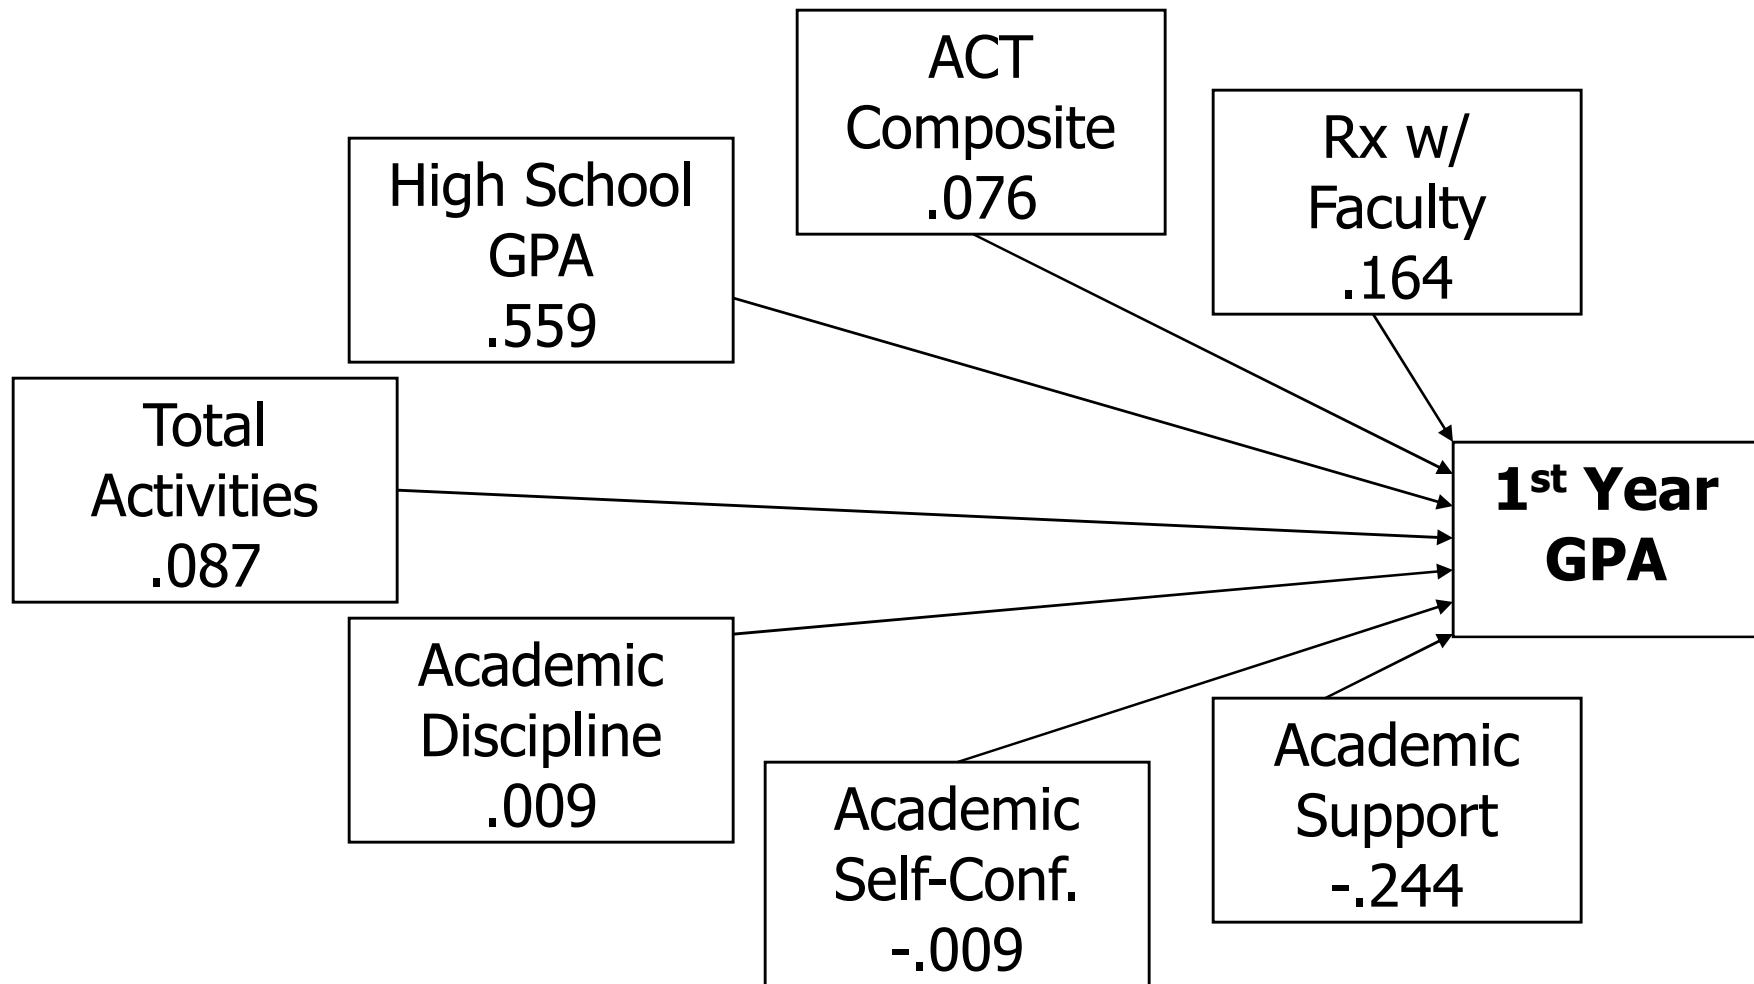 ACT
Composite
.076
Rx w/
Faculty
.164
High School
GPA
.559
Total
Activities
.087
1st Year
GPA
Academic
Discipline
.009
Academic
Self-Conf.
-.009
Academic
Support
-.244